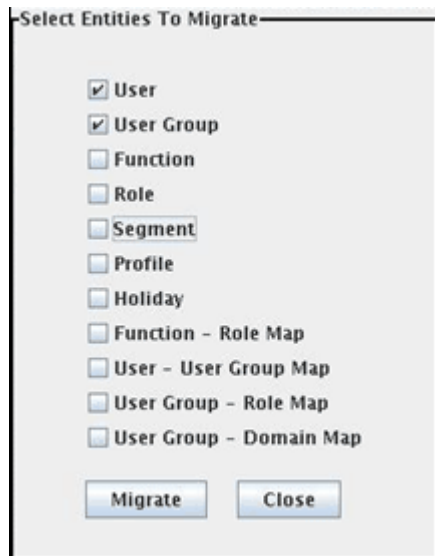 Select Entities To Migrate
User
User Group
Function
Role
Segment
Profile
Holiday
Function - Role Map
User - User Group Map
User Group - Role Map
User Group - Domain Map
Migrate Close